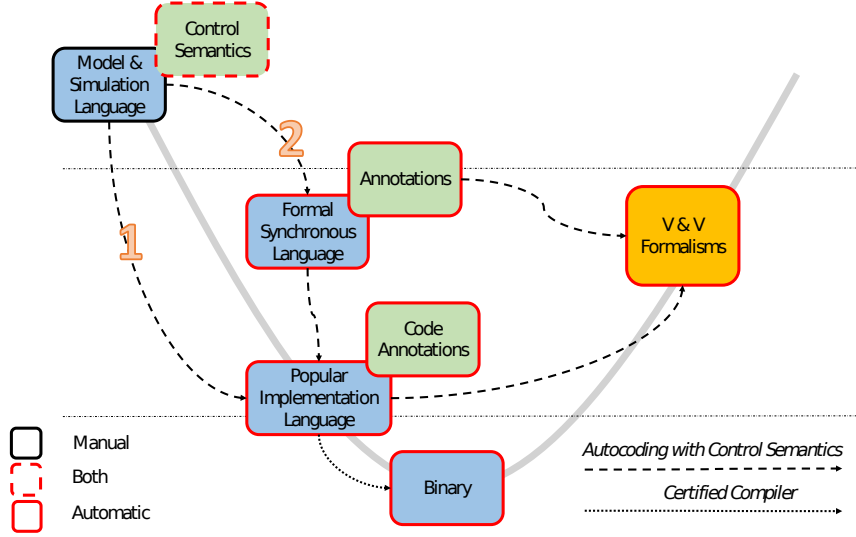 Control
Semantics
Model &
Simulation
Language
2
Annotations
Formal
Synchronous
Language
V & V
Formalisms
1
Code
Annotations
Popular
Implementation
Language
Manual
Both
Automatic
Binary
Autocoding with Control Semantics
Certified Compiler